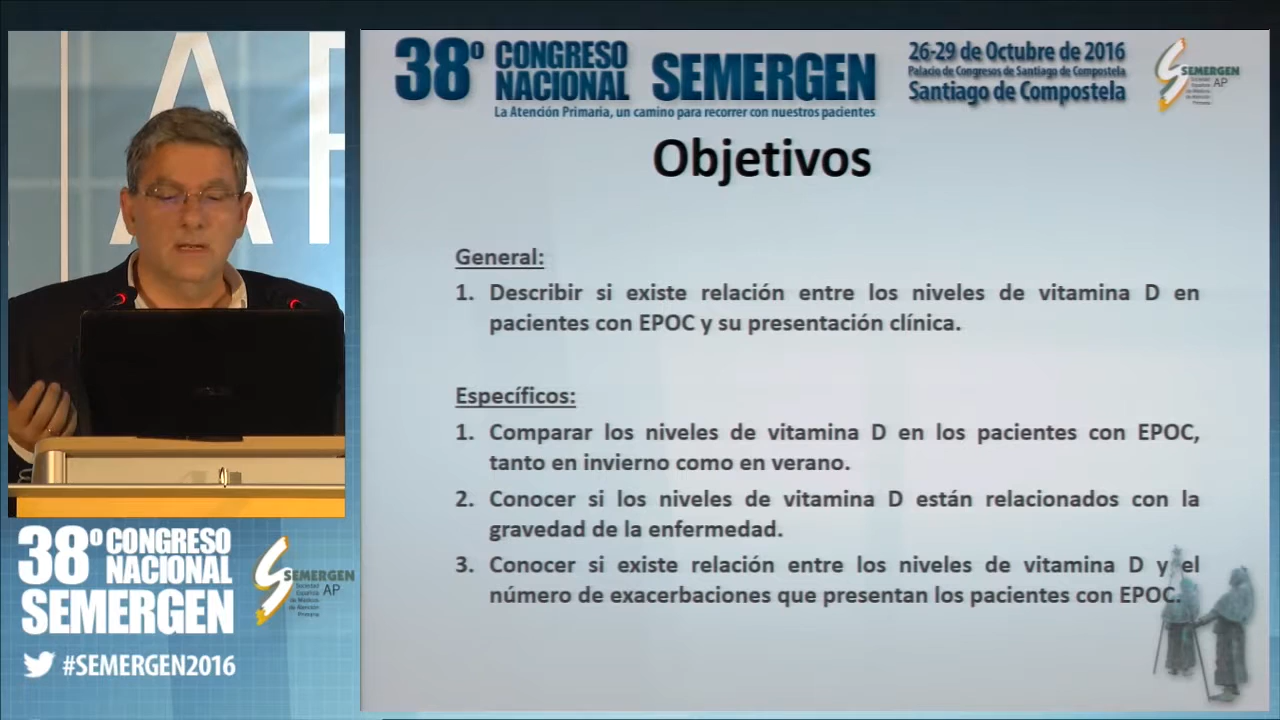 38º CONGRESO NACIONAL SEMERGEN
La Atención Primaria, un camino para recorrer con nuestros pacientes
26-29 de Octubre de 2016
Palacio de Congresos de Santiago de Compostela
Santiago de Compostela
SEMERGEN
Sociedad
Española
de Médicos
de Atención
Primaria
AP
Objetivos
General:
1. Describir si existe relación entre los niveles de vitamina D en
pacientes con EPOC y su presentación clínica.
Específicos:
1. Comparar los niveles de vitamina D en los pacientes con EPOC,
tanto en invierno como en verano.
2. Conocer si los niveles de vitamina D están relacionados con la
gravedad de la enfermedad.
3. Conocer si existe relación entre los niveles de vitamina D y el
número de exacerbaciones que presentan los pacientes con EPOC.
38º CONGRESO
NACIONAL
SEMERGEN
SEMERGEN
Sociedad
Española
de Médicos
de Atención
Primaria
AP
#SEMERGEN2016